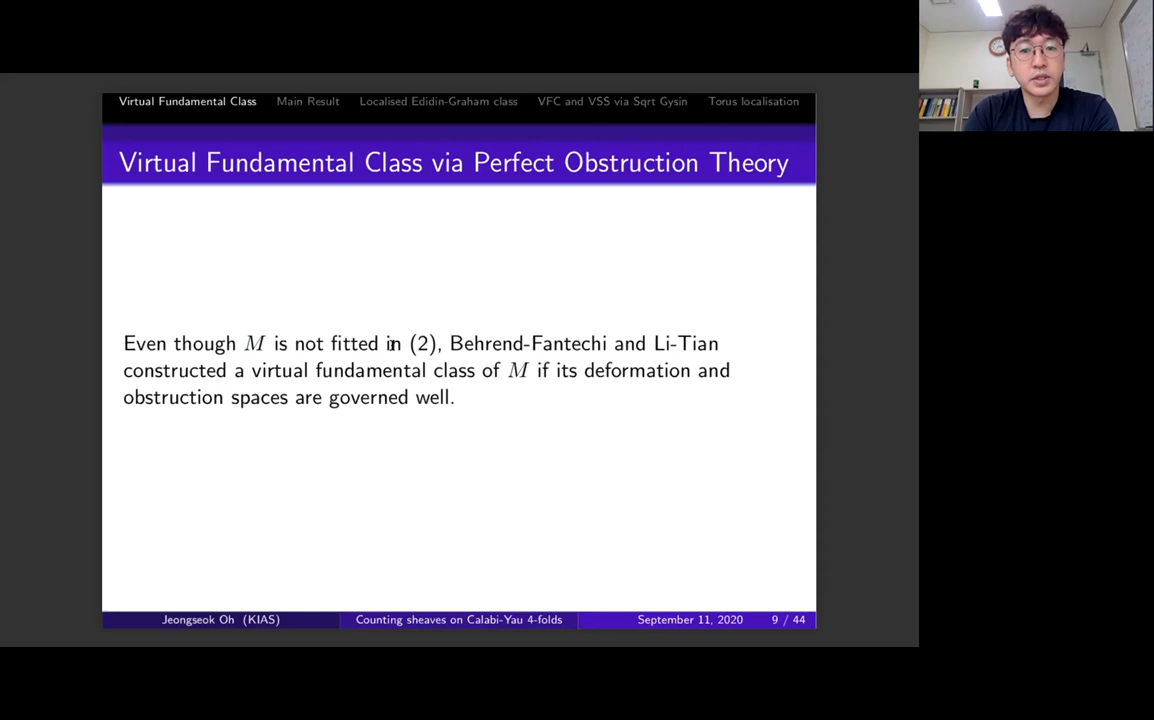 Virtual Fundamental Class Main Result Localised Edidin-Graham class VFC and VSS via Sqrt Gysin Torus localisation
Virtual Fundamental Class via Perfect Obstruction Theory
Even though M is not fitted in (2), Behrend-Fantechi and Li-Tian
constructed a virtual fundamental class of M if its deformation and
obstruction spaces are governed well.
Jeongseok Oh (KIAS) Counting sheaves on Calabi-Yau 4-folds September 11, 2020 9 / 44